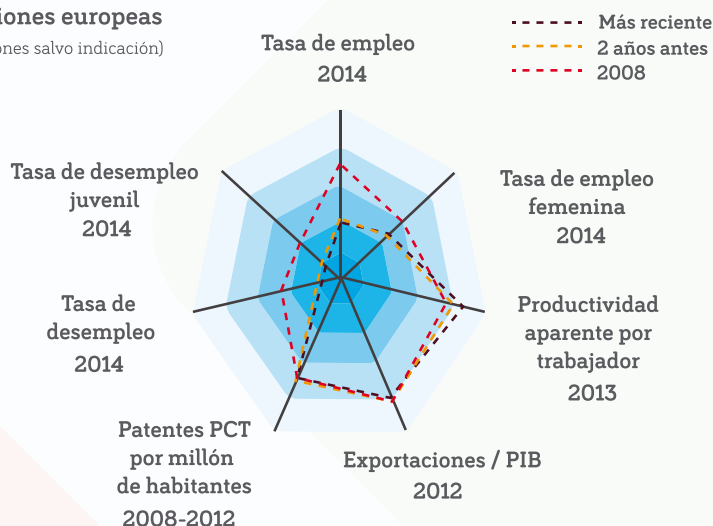 iones europeas
ones salvo indicación)
Más reciente
2 años antes
2008
Tasa de empleo
2014
Tasa de desempleo
juvenil
2014
Tasa de empleo
femenina
2014
Tasa de
desempleo
2014
Productividad
aparente por
trabajador
2013
Patentes PCT
por millón
de habitantes
2008-2012
Exportaciones / PIB
2012